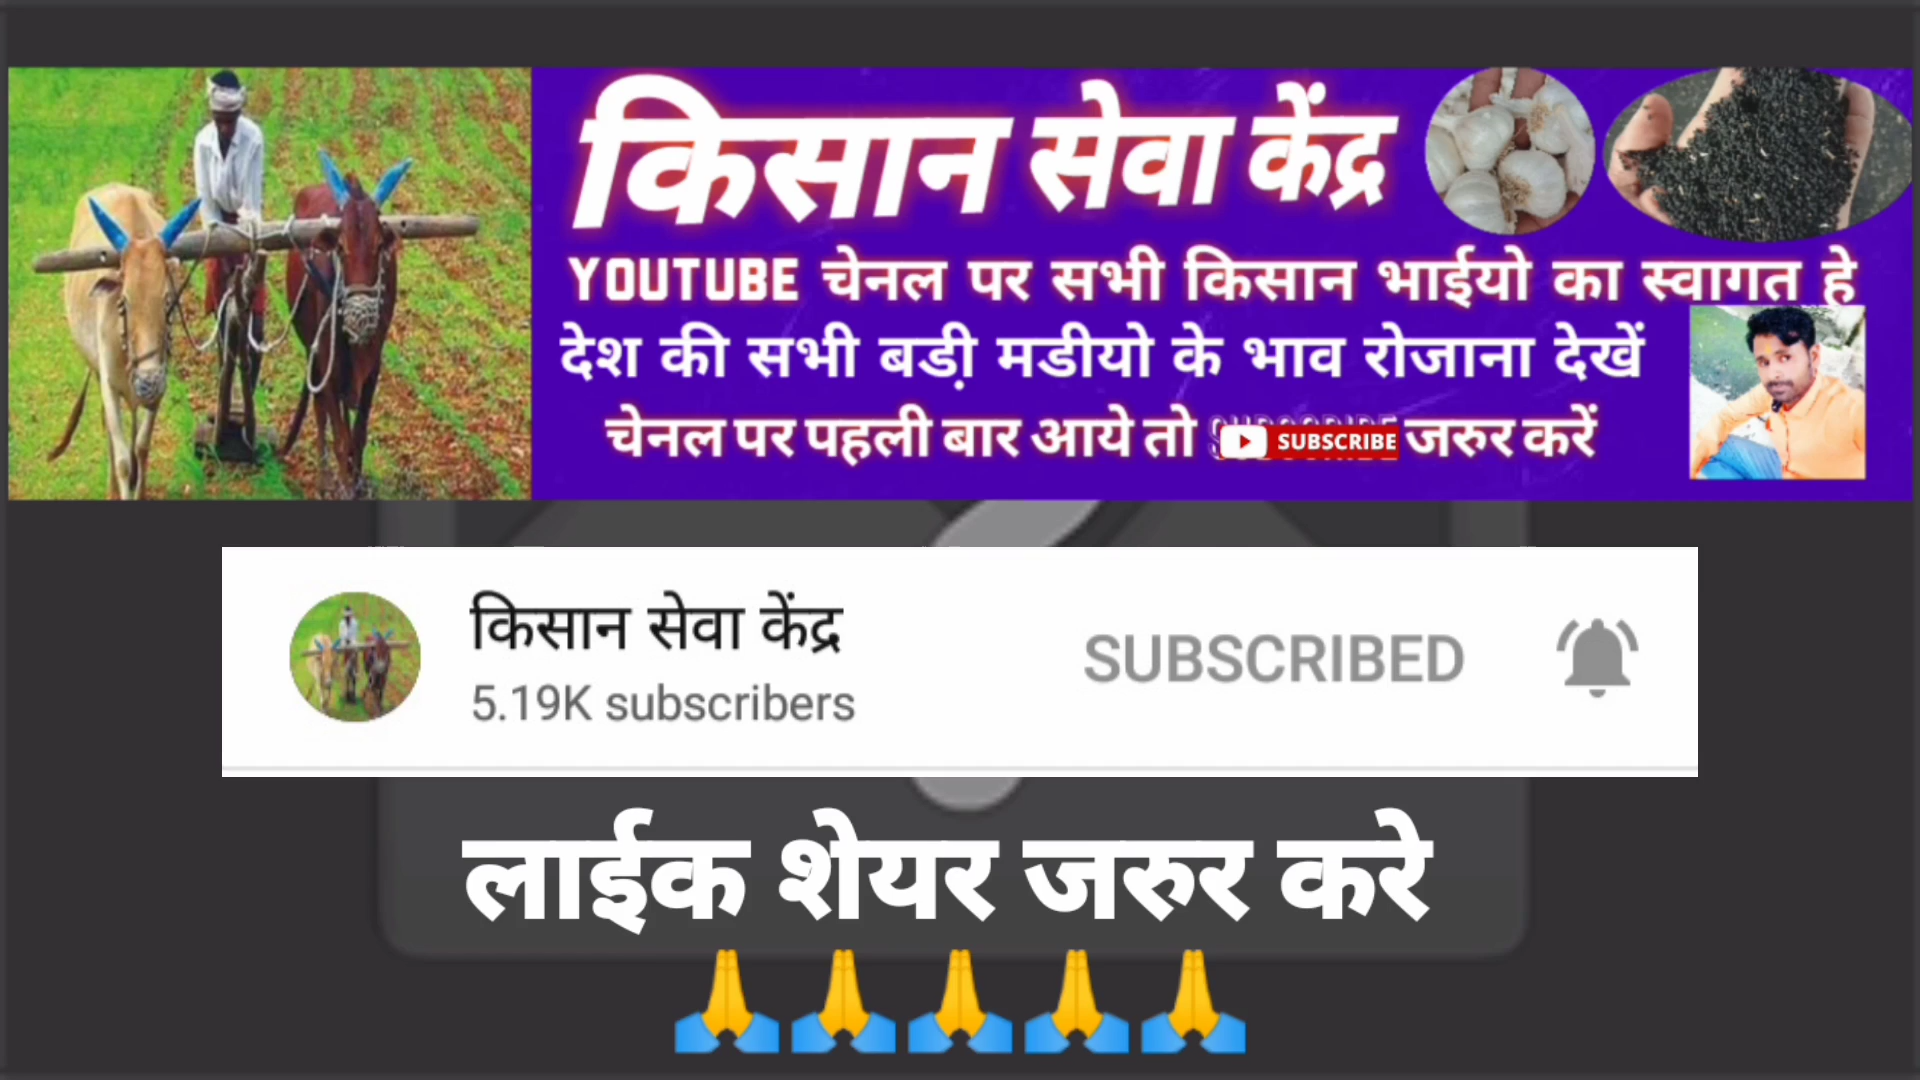 किसान सेवा केंद्र
YOUTUBE चेनल पर सभी किसान भाईयो का स्वागत हे
देश की सभी बड़ी मडीयो के भाव रोजाना देखें
चेनल पर पहली बार आये तो SUBSCRIBE जरुर करें
किसान सेवा केंद्र
5.19K subscribers
SUBSCRIBED
लाईक शेयर जरुर करे
🙏🙏🙏🙏🙏